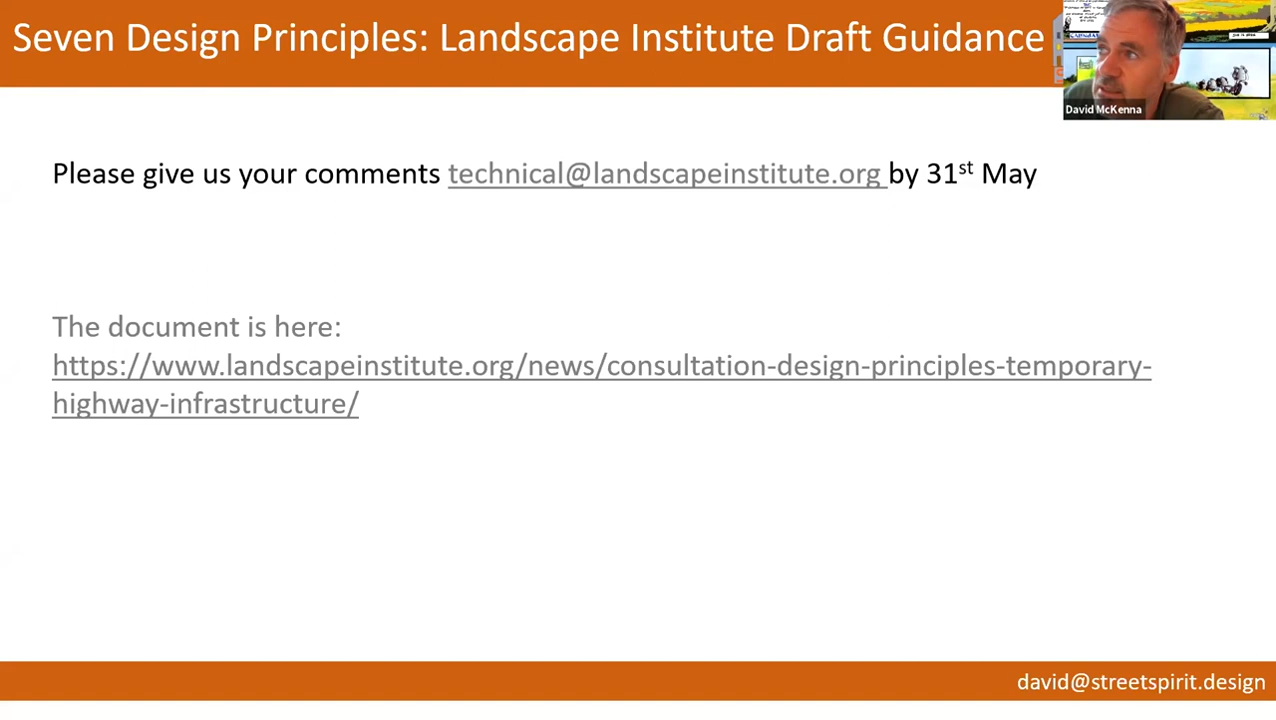 Seven Design Principles: Landscape Institute Draft Guidance
David McKenna
Please give us your comments technical@landscapeinstitute.org by 31st May
The document is here:
https://www.landscapeinstitute.org/news/consultation-design-principles-temporary-
highway-infrastructure/
david@streetspirit.design